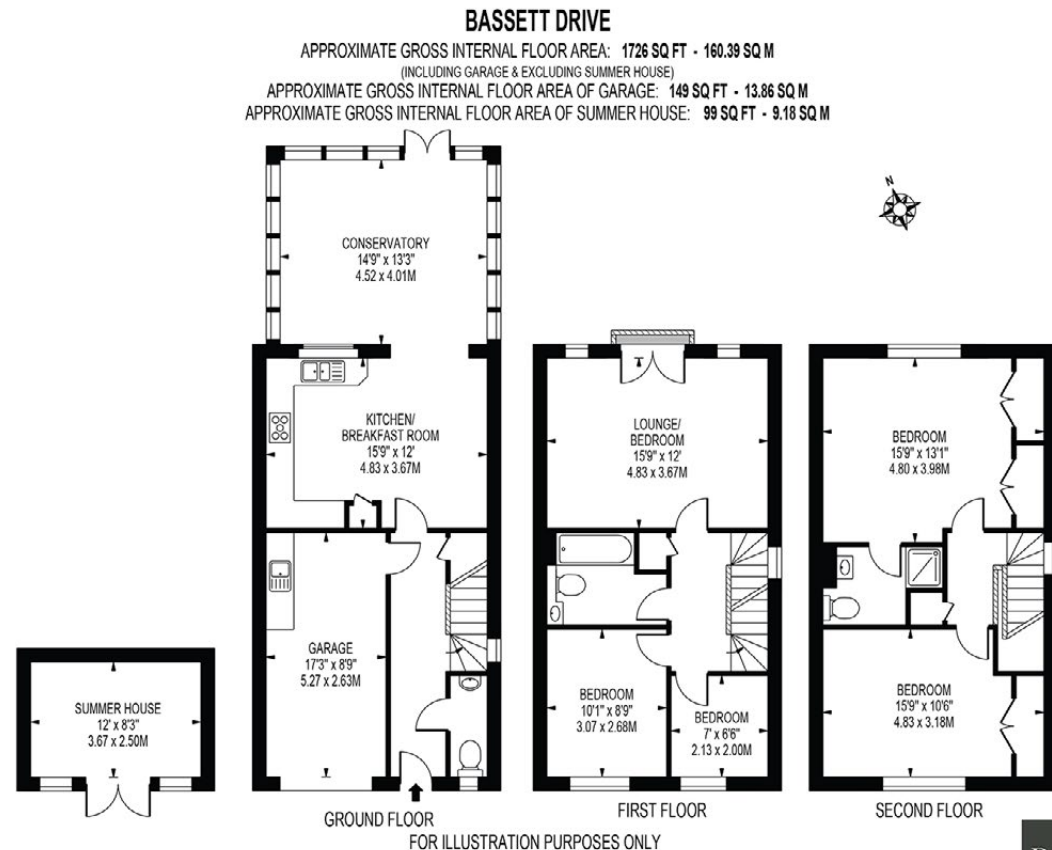 BASSETT DRIVE
APPROXIMATE GROSS INTERNAL FLOOR AREA: 1726 SQ FT - 160.39 SQ M
(INCLUDING GARAGE & EXCLUDING SUMMER HOUSE)
APPROXIMATE GROSS INTERNAL FLOOR AREA OF GARAGE: 149 SQ FT - 13.86 SQ M
APPROXIMATE GROSS INTERNAL FLOOR AREA OF SUMMER HOUSE: 99 SQ FT - 9.18 SQ M
N
CONSERVATORY
14'9" x 13'3"
4.52 x 4.01M
KITCHEN/
BREAKFAST ROOM
15'9" x 12'
4.83 x 3.67M
LOUNGE/
BEDROOM
15'9" x 12'
4.83 x 3.67M
BEDROOM
15'9" x 13'1"
4.80 x 3.98M
GARAGE
17'3" x 8'9"
5.27 x 2.63M
SUMMER HOUSE
12' x 8'3"
3.67 x 2.50M
BEDROOM
10'1" x 8'9"
3.07 x 2.68M
BEDROOM
7' x 6'6"
2.13 x 2.00M
BEDROOM
15'9" x 10'6"
4.83 x 3.18M
GROUND FLOOR
FIRST FLOOR
SECOND FLOOR
FOR ILLUSTRATION PURPOSES ONLY